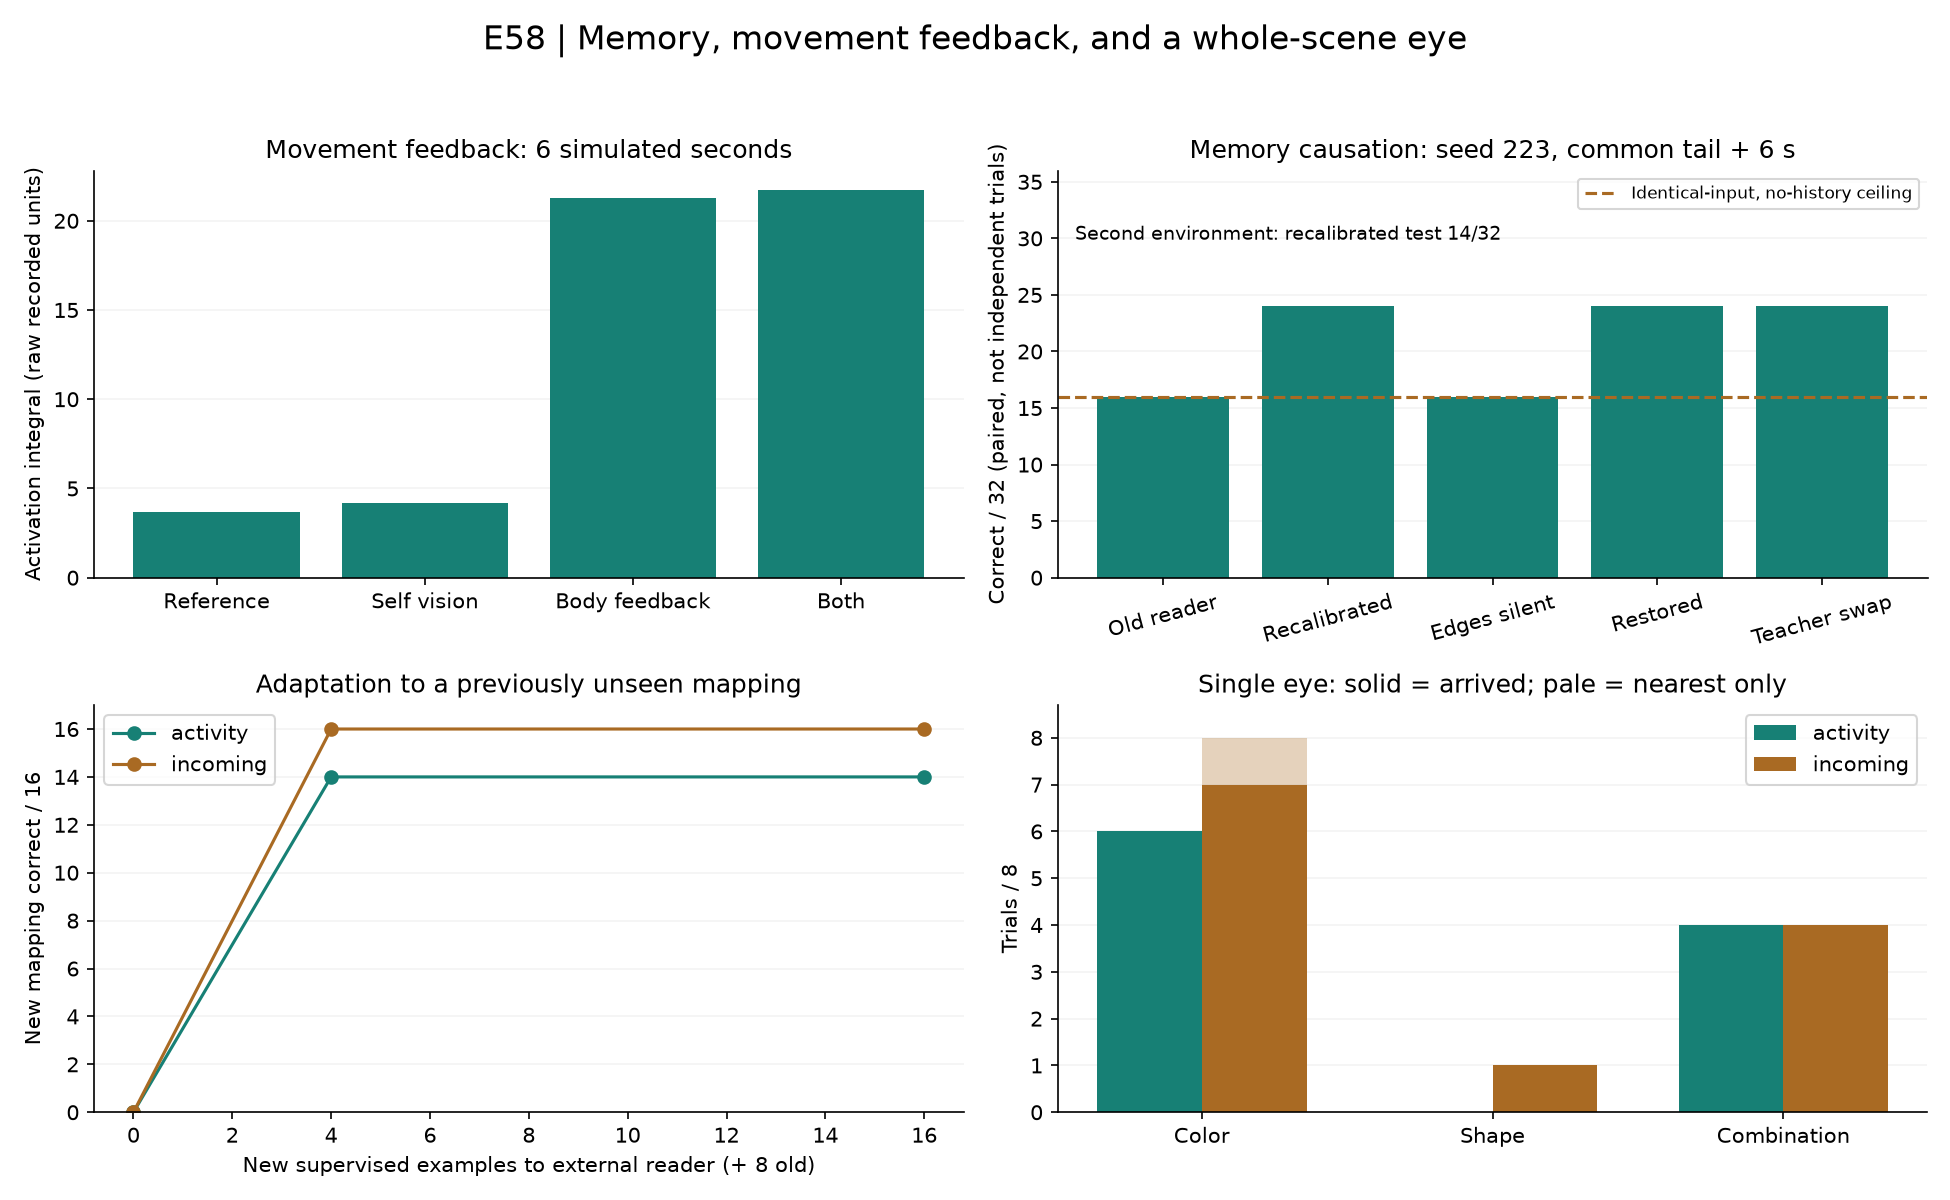 E58 | Memory, movement feedback, and a whole-scene eye
Movement feedback: 6 simulated seconds
Activation integral (raw recorded units)
20
15
10
5
0
Reference
Self vision
Body feedback
Both
Memory causation: seed 223, common tail + 6 s
Correct / 32 (paired, not independent trials)
Identical-input, no-history ceiling
Second environment: recalibrated test 14/32
35
30
25
20
15
10
5
0
Old reader
Recalibrated
Edges silent
Restored
Teacher swap
Adaptation to a previously unseen mapping
activity
incoming
New mapping correct / 16
16
14
12
10
8
6
4
2
0
0
2
4
6
8
10
12
14
16
New supervised examples to external reader (+ 8 old)
Single eye: solid = arrived; pale = nearest only
activity
incoming
Trials / 8
8
7
6
5
4
3
2
1
0
Color
Shape
Combination